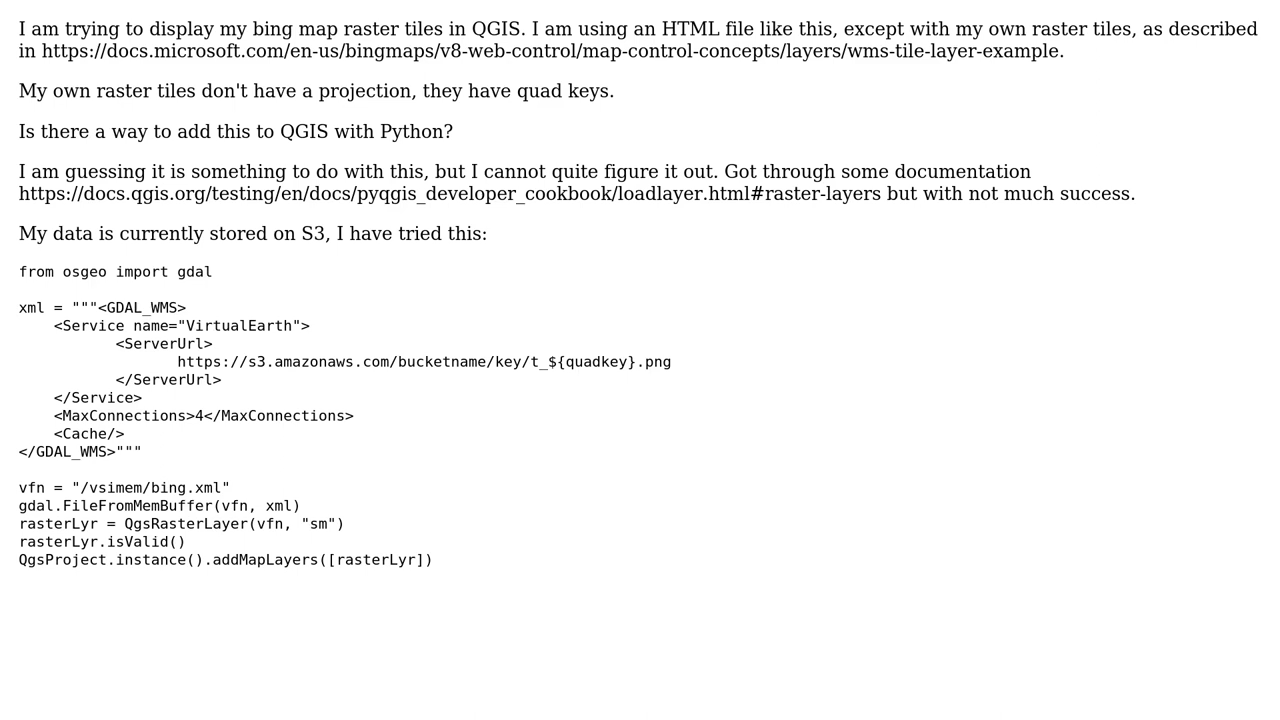 I am trying to display my bing map raster tiles in QGIS. I am using an HTML file like this, except with my own raster tiles, as described
in https://docs.microsoft.com/en-us/bingmaps/v8-web-control/map-control-concepts/layers/wms-tile-layer-example.
My own raster tiles don't have a projection, they have quad keys.
Is there a way to add this to QGIS with Python?
I am guessing it is something to do with this, but I cannot quite figure it out. Got through some documentation
https://docs.qgis.org/testing/en/docs/pyqgis_developer_cookbook/loadlayer.html#raster-layers but with not much success.
My data is currently stored on S3, I have tried this:
from osgeo import gdal
xml = """<GDAL_WMS>
    <Service name="VirtualEarth">
           <ServerUrl>
                  https://s3.amazonaws.com/bucketname/key/t_${quadkey}.png
           </ServerUrl>
    </Service>
    <MaxConnections>4</MaxConnections>
    <Cache/>
</GDAL_WMS>"""
vfn = "/vsimem/bing.xml"
gdal.FileFromMemBuffer(vfn, xml)
rasterLyr = QgsRasterLayer(vfn, "sm")
rasterLyr.isValid()
QgsProject.instance().addMapLayers([rasterLyr])